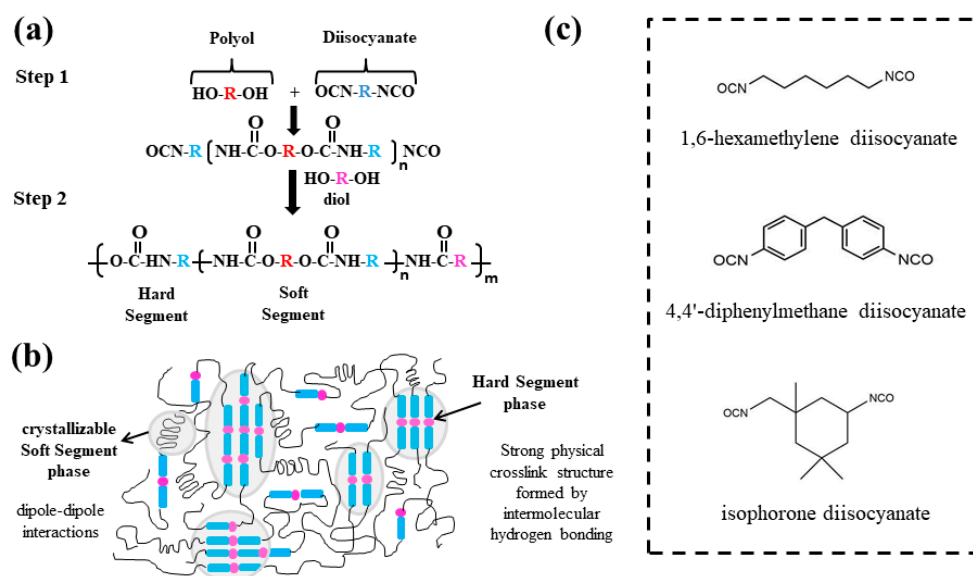 (a)
Polyol
Diisocyanate
Step 1
HO-R-OH + OCN-R-NCO
O O
OCN-R(NH-C-O-R-O-C-NH-R)NCO
n
HO-R-OH
diol
Step 2
O O O O
O-C-HN-R(NH-C-O-R-O-C-NH-R)NH-C-R
n m
Hard
Segment
Soft
Segment
(b)
crystallizable
Soft Segment
phase
dipole-dipole
interactions
Hard Segment
phase
Strong physical
crosslink structure
formed by
intermolecular
hydrogen bonding
(c)
OCN NCO
1,6-hexamethylene diisocyanate
OCN NCO
4,4'-diphenylmethane diisocyanate
OCN NCO
isophorone diisocyanate